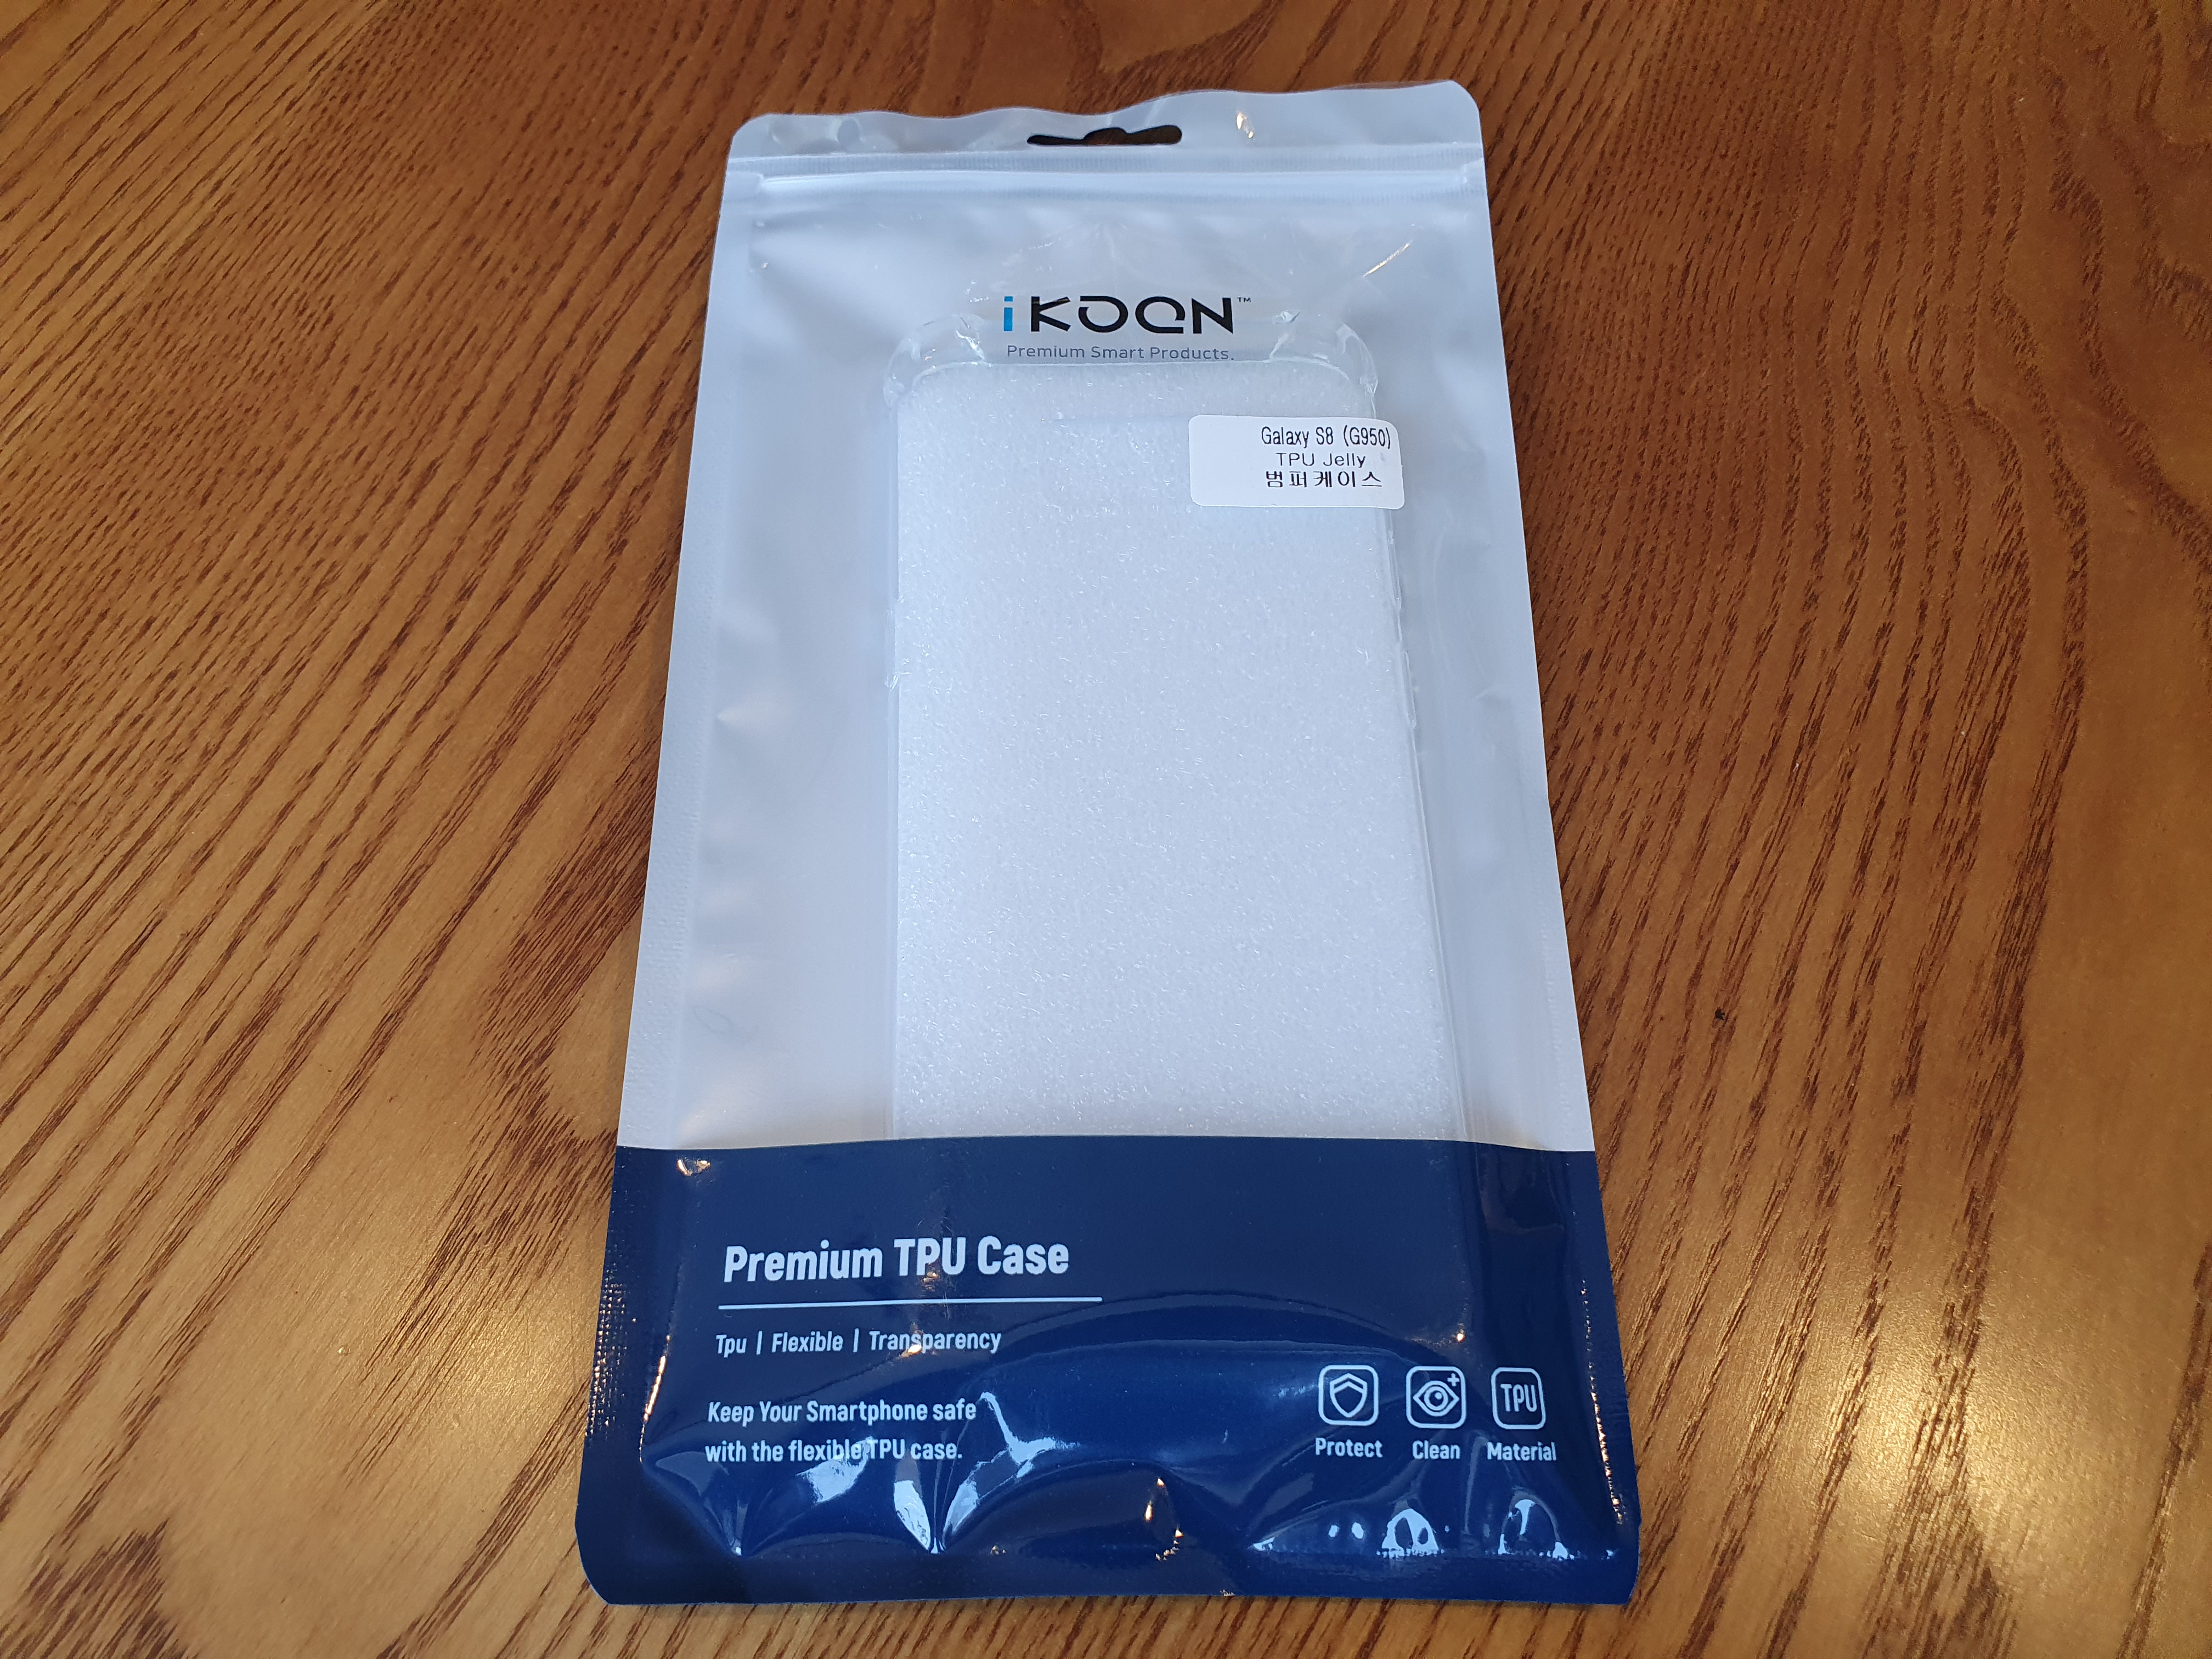 iKOON™
Premium Smart Products.
Galaxy S8 (G950)
TPU Jelly
범퍼케이스
Premium TPU Case
Tpu | Flexible | Transparency
Keep Your Smartphone safe
with the flexible TPU case.
TPU
Protect Clean Material